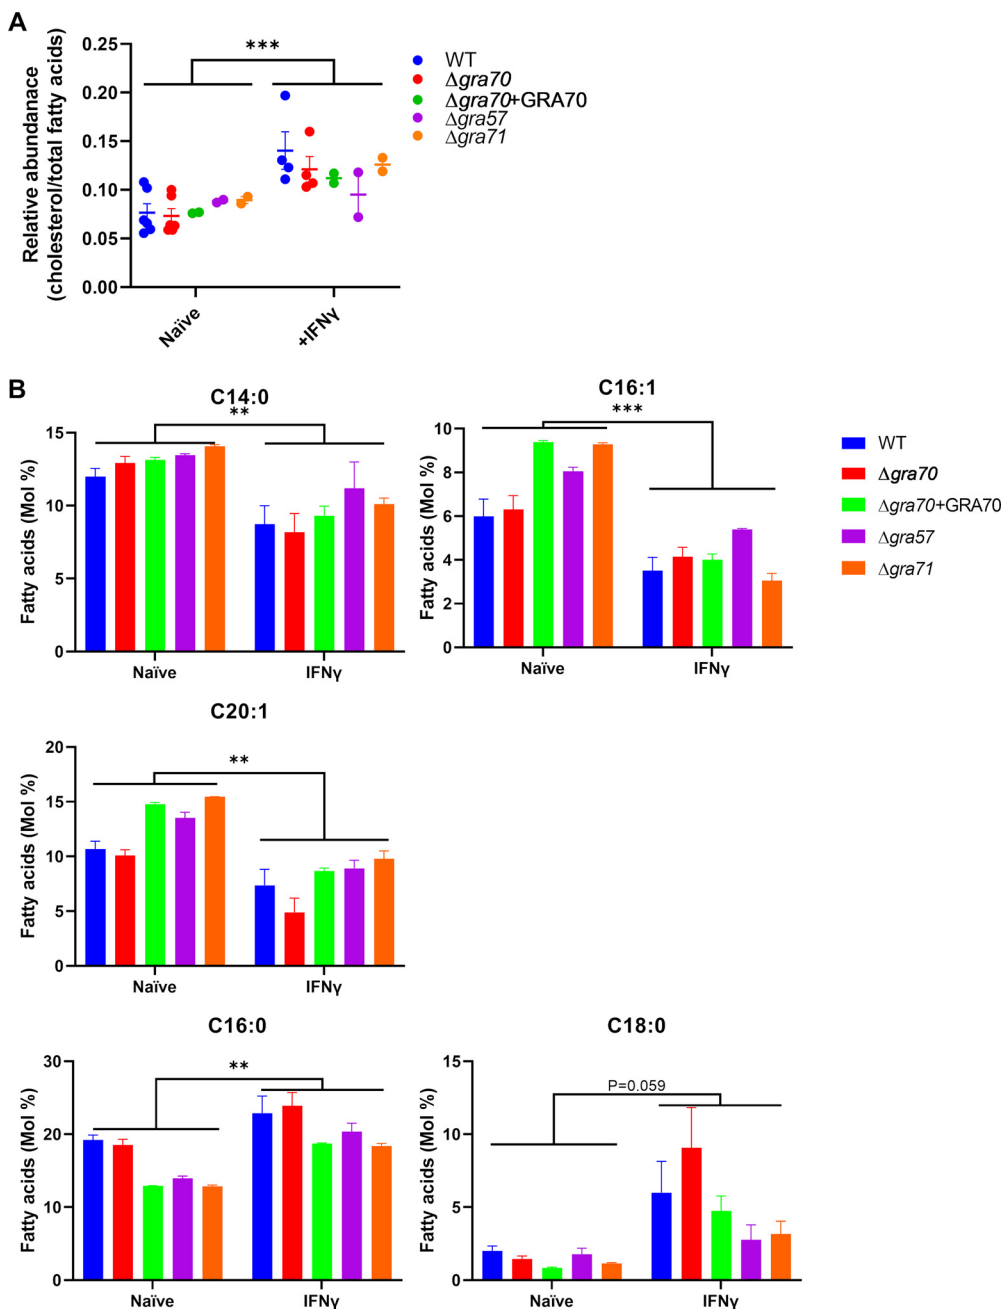 A
Relative abundanace
(cholesterol/total fatty acids)
0.25
0.20
0.15
0.10
0.05
0.00
***
Naïve
+IFNγ
WT
Δgra70
Δgra70+GRA70
Δgra57
Δgra71
B
C14:0
**
Fatty acids (Mol %)
15
10
5
0
Naïve
IFNγ
C16:1
***
Fatty acids (Mol %)
10
8
6
4
2
0
Naïve
IFNγ
WT
Δgra70
Δgra70+GRA70
Δgra57
Δgra71
C20:1
**
Fatty acids (Mol %)
20
15
10
5
0
Naïve
IFNγ
C16:0
**
Fatty acids (Mol %)
30
20
10
0
Naïve
IFNγ
C18:0
P=0.059
Fatty acids (Mol %)
15
10
5
0
Naïve
IFNγ